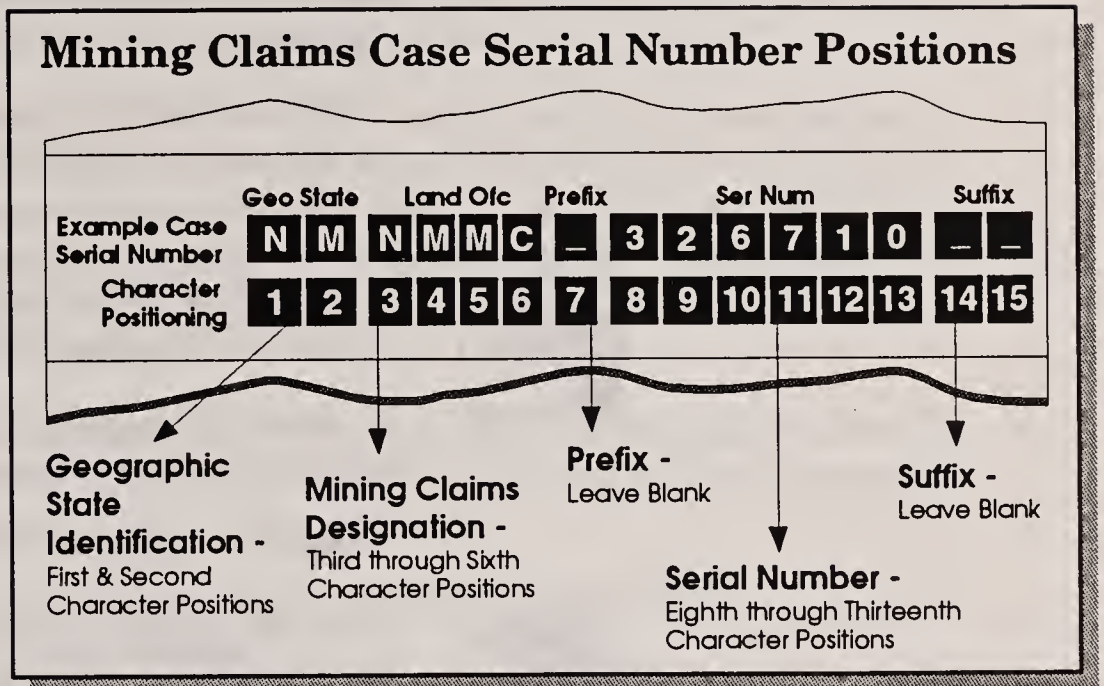 Mining Claims Case Serial Number Positions
Geo State Land Ofc Prefix Ser Num Suffix
Example Case
Serial Number
N M N M M C _ 3 2 6 7 1 0 _ _
Character
Positioning
1 2 3 4 5 6 7 8 9 10 11 12 13 14 15
Geographic
State
Identification -
First & Second
Character Positions
Mining Claims
Designation -
Third through Sixth
Character Positions
Prefix -
Leave Blank
Serial Number -
Eighth through Thirteenth
Character Positions
Suffix -
Leave Blank